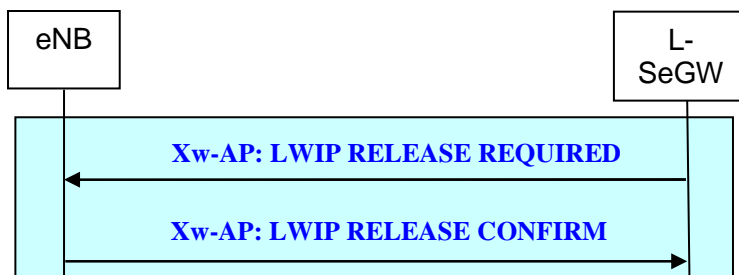 eNB
L-
SeGW
Xw-AP: LWIP RELEASE REQUIRED
Xw-AP: LWIP RELEASE CONFIRM